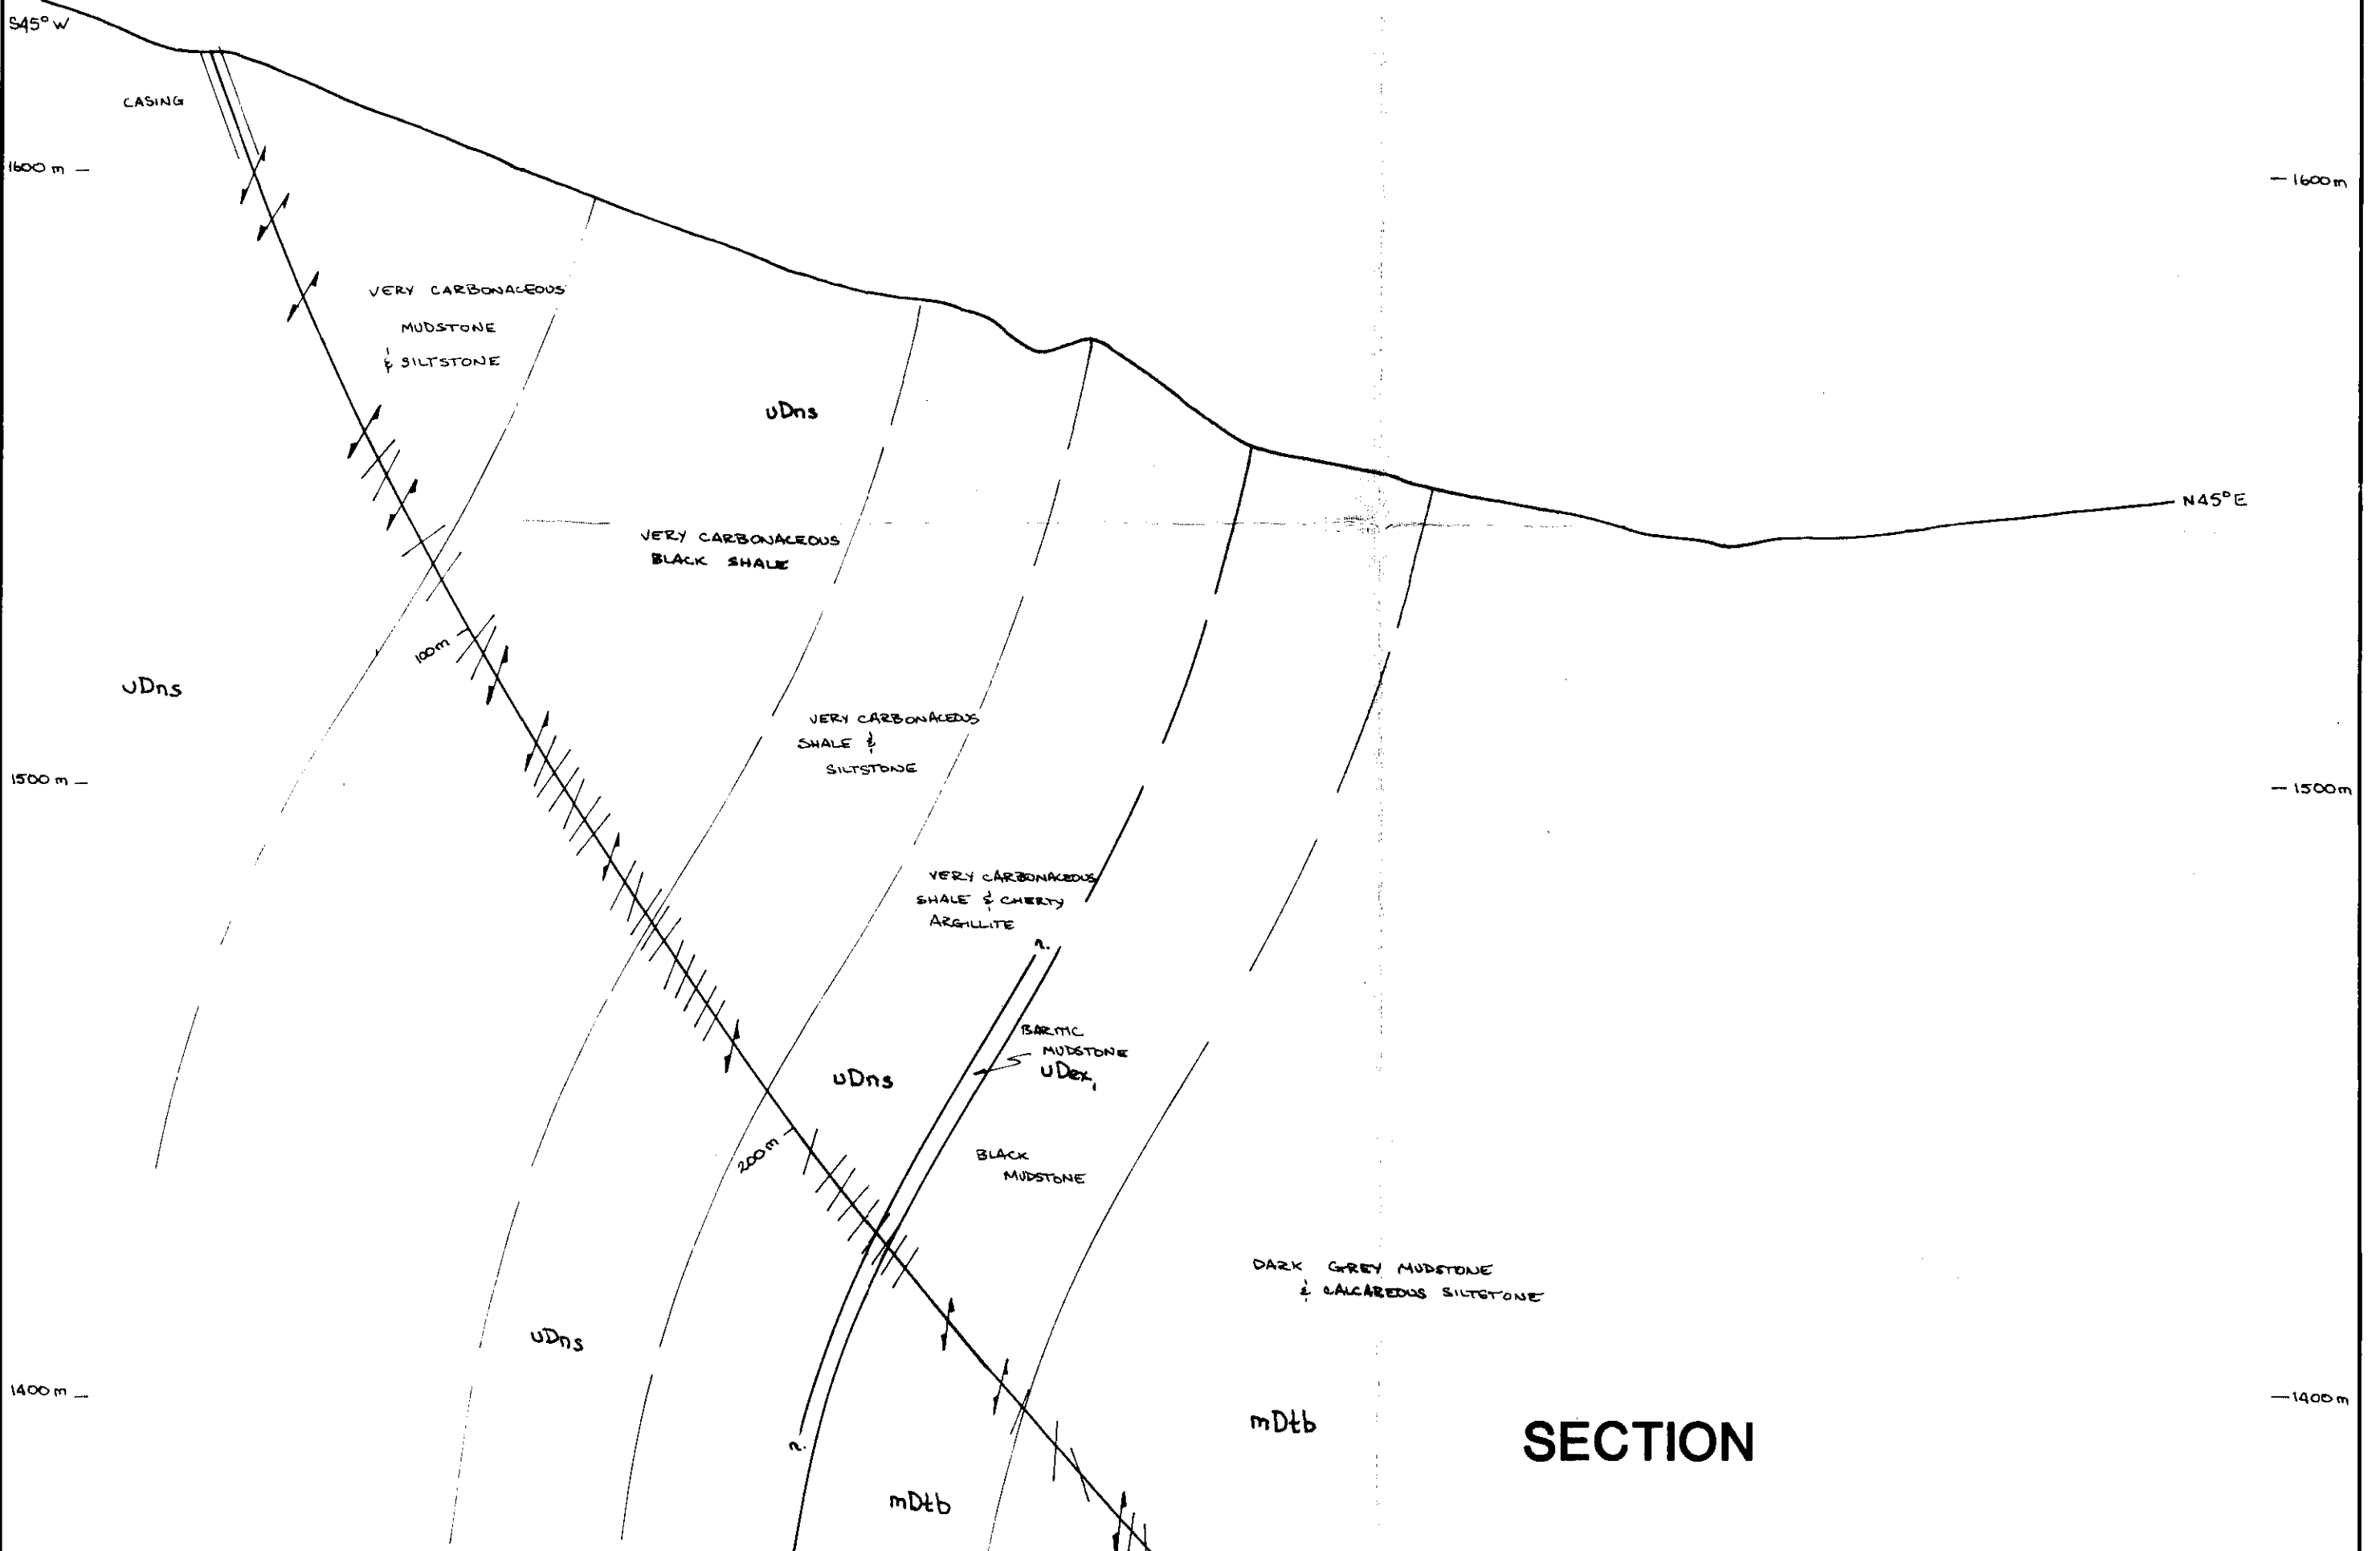 S45°W
CASING
1600 m
1600 m
VERY CARBONACEOUS
MUDSTONE
& SILTSTONE
uDns
N45°E
VERY CARBONACEOUS
BLACK SHALE
100m
uDns
VERY CARBONACEOUS
SHALE &
SILTSTONE
1500 m
1500 m
VERY CARBONACEOUS
SHALE & CHERTY
ARGILLITE
?
BARITIC
MUDSTONE
uDex,
uDns
200m
BLACK
MUDSTONE
DARK GREY MUDSTONE
& CALCAREOUS SILTSTONE
uDns
1400 m
1400 m
mDtb
SECTION
?
mDtb